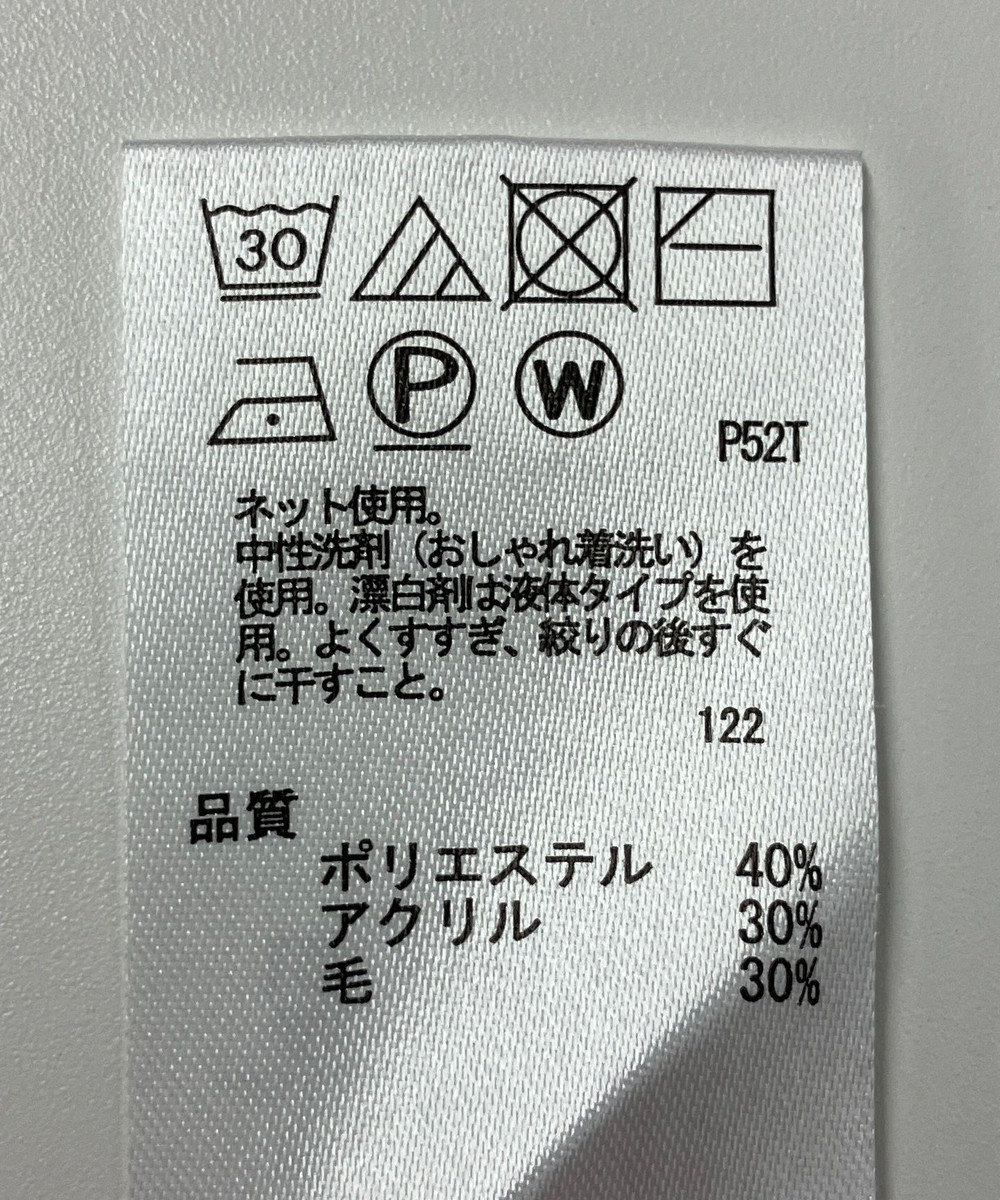 30
P W
P52T
ネット使用。
中性洗剤（おしゃれ着洗い）を
使用。漂白剤は液体タイプを使
用。よくすすぎ、絞りの後すぐ
に干すこと。
122
品質
ポリエステル 40%
アクリル 30%
毛 30%